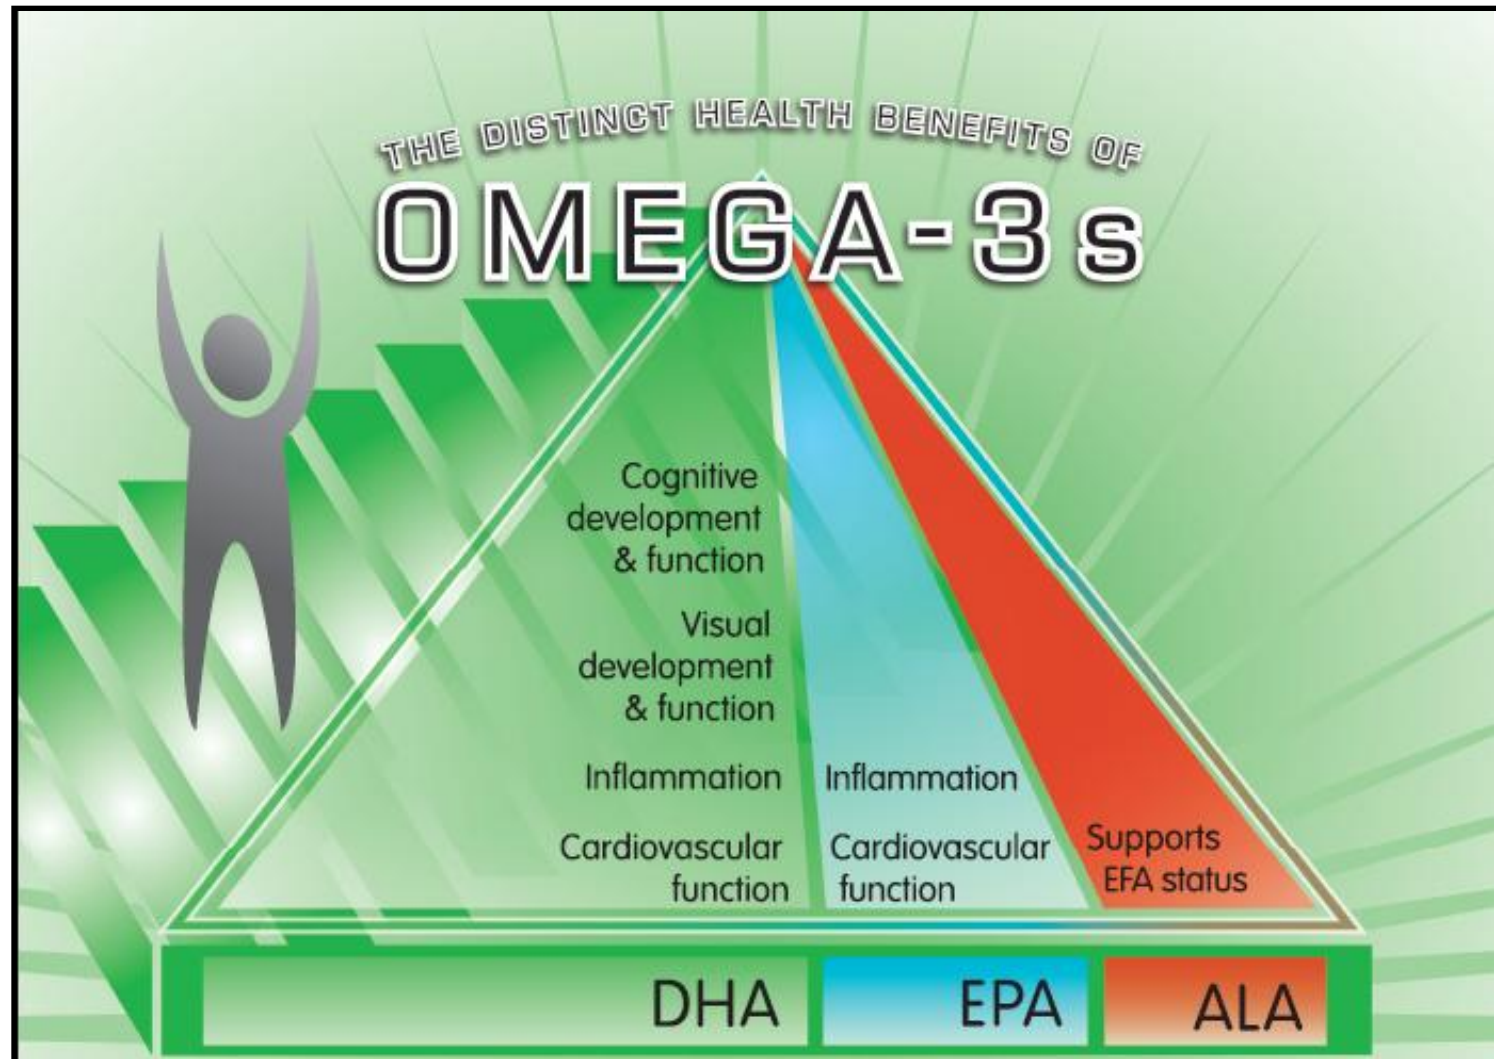 THE DISTINCT HEALTH BENEFITS OF
OMEGA-3s
Cognitive
development
& function
Visual
development
& function
Inflammation
Cardiovascular
function
Inflammation
Cardiovascular
function
Supports
EFA status
DHA
EPA
ALA